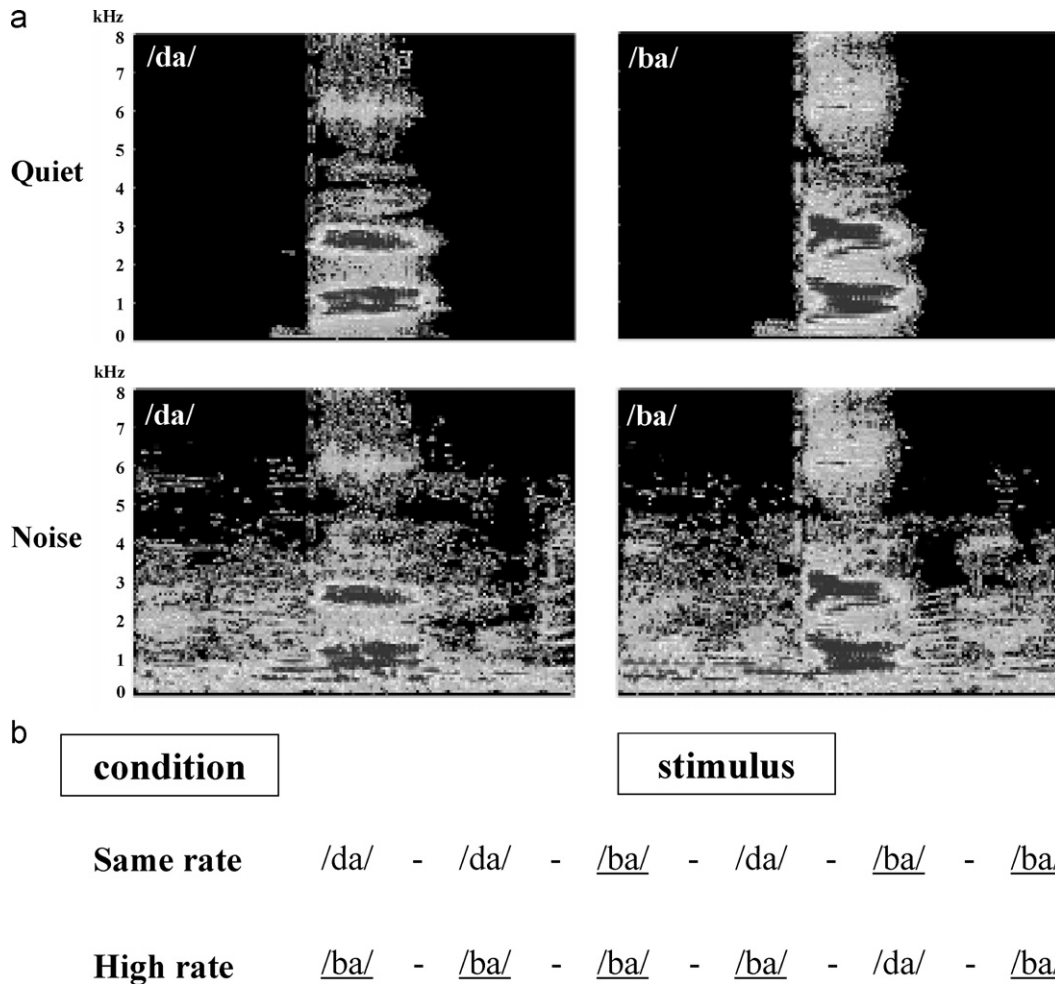 a
kHz
8
7
6
5
4
3
2
1
0
/da/
/ba/
Quiet
kHz
8
7
6
5
4
3
2
1
0
/da/
/ba/
Noise
b
condition stimulus
Same rate /da/ - /da/ - /ba/ - /da/ - /ba/ - /ba/
High rate /ba/ - /ba/ - /ba/ - /ba/ - /da/ - /ba/